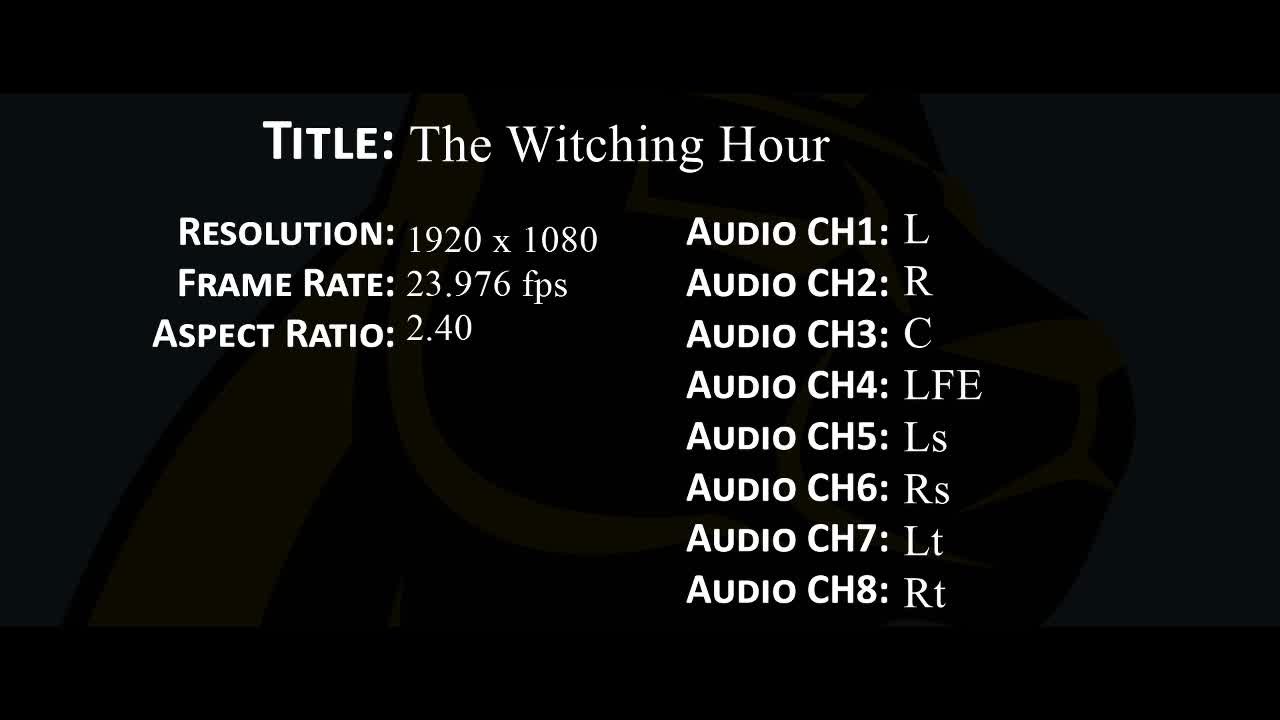 Title: The Witching Hour
Resolution: 1920 x 1080
Frame Rate: 23.976 fps
Aspect Ratio: 2.40
Audio CH1: L
Audio CH2: R
Audio CH3: C
Audio CH4: LFE
Audio CH5: Ls
Audio CH6: Rs
Audio CH7: Lt
Audio CH8: Rt